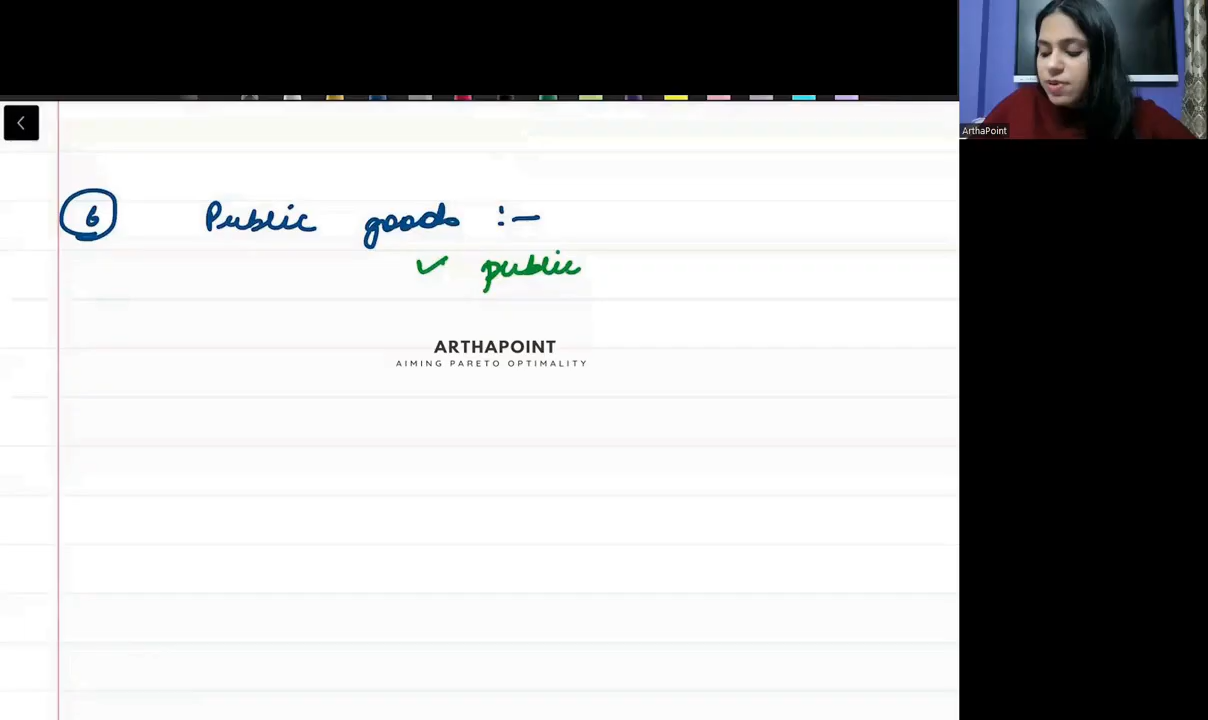 ArthaPoint
6 Public goods :-
✓ public
ARTHAPOINT
AIMING PARETO OPTIMALITY